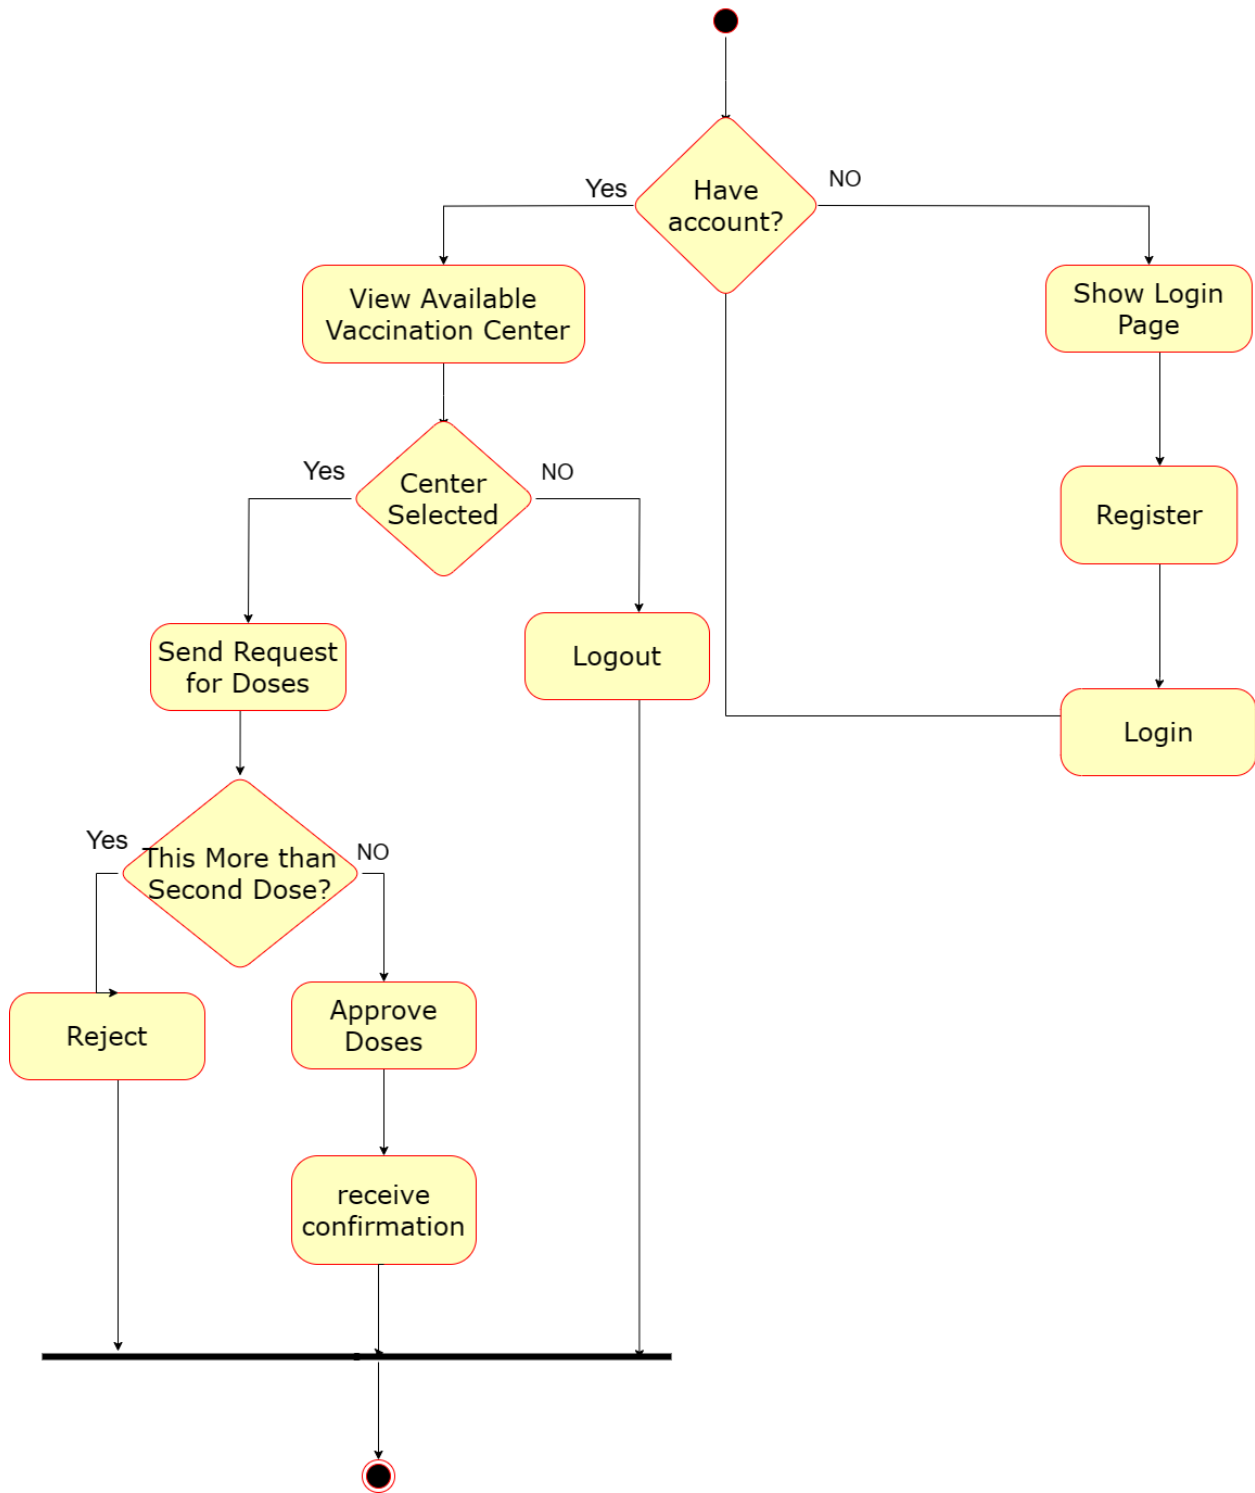 Yes
Have
account?
NO
View Available
Vaccination Center
Show Login
Page
Yes
Center
Selected
NO
Register
Send Request
for Doses
Logout
Login
Yes
This More than
Second Dose?
NO
Reject
Approve
Doses
receive
confirmation